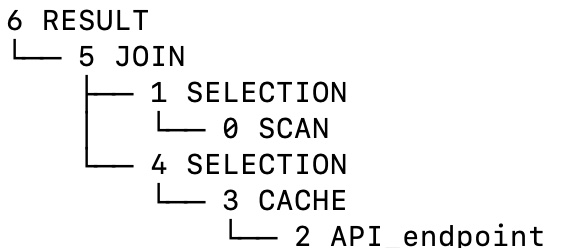 6 RESULT
└── 5 JOIN
    ├── 1 SELECTION
    │   └── 0 SCAN
    └── 4 SELECTION
        └── 3 CACHE
            └── 2 API_endpoint